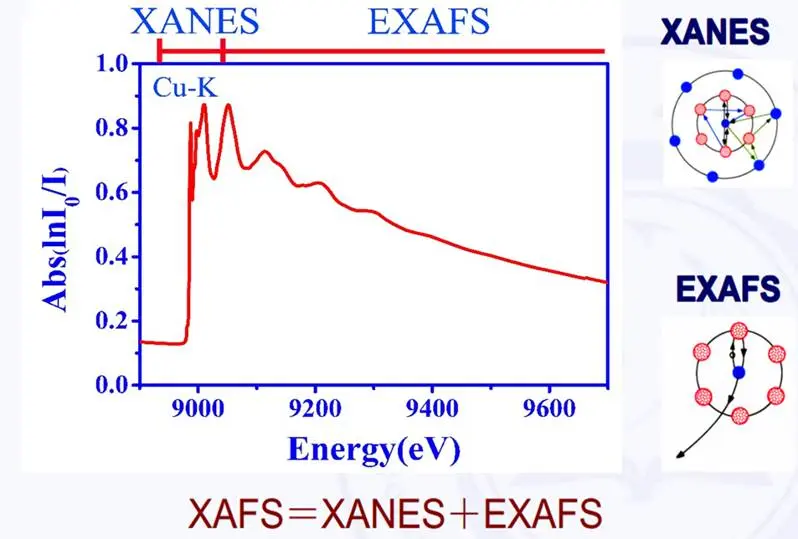 XANES EXAFS
XANES
Cu-K
1.0
0.8
0.6
0.4
0.2
0.0
Abs(lnI₀/I)
9000 9200 9400 9600
Energy(eV)
EXAFS
XAFS=XANES+EXAFS